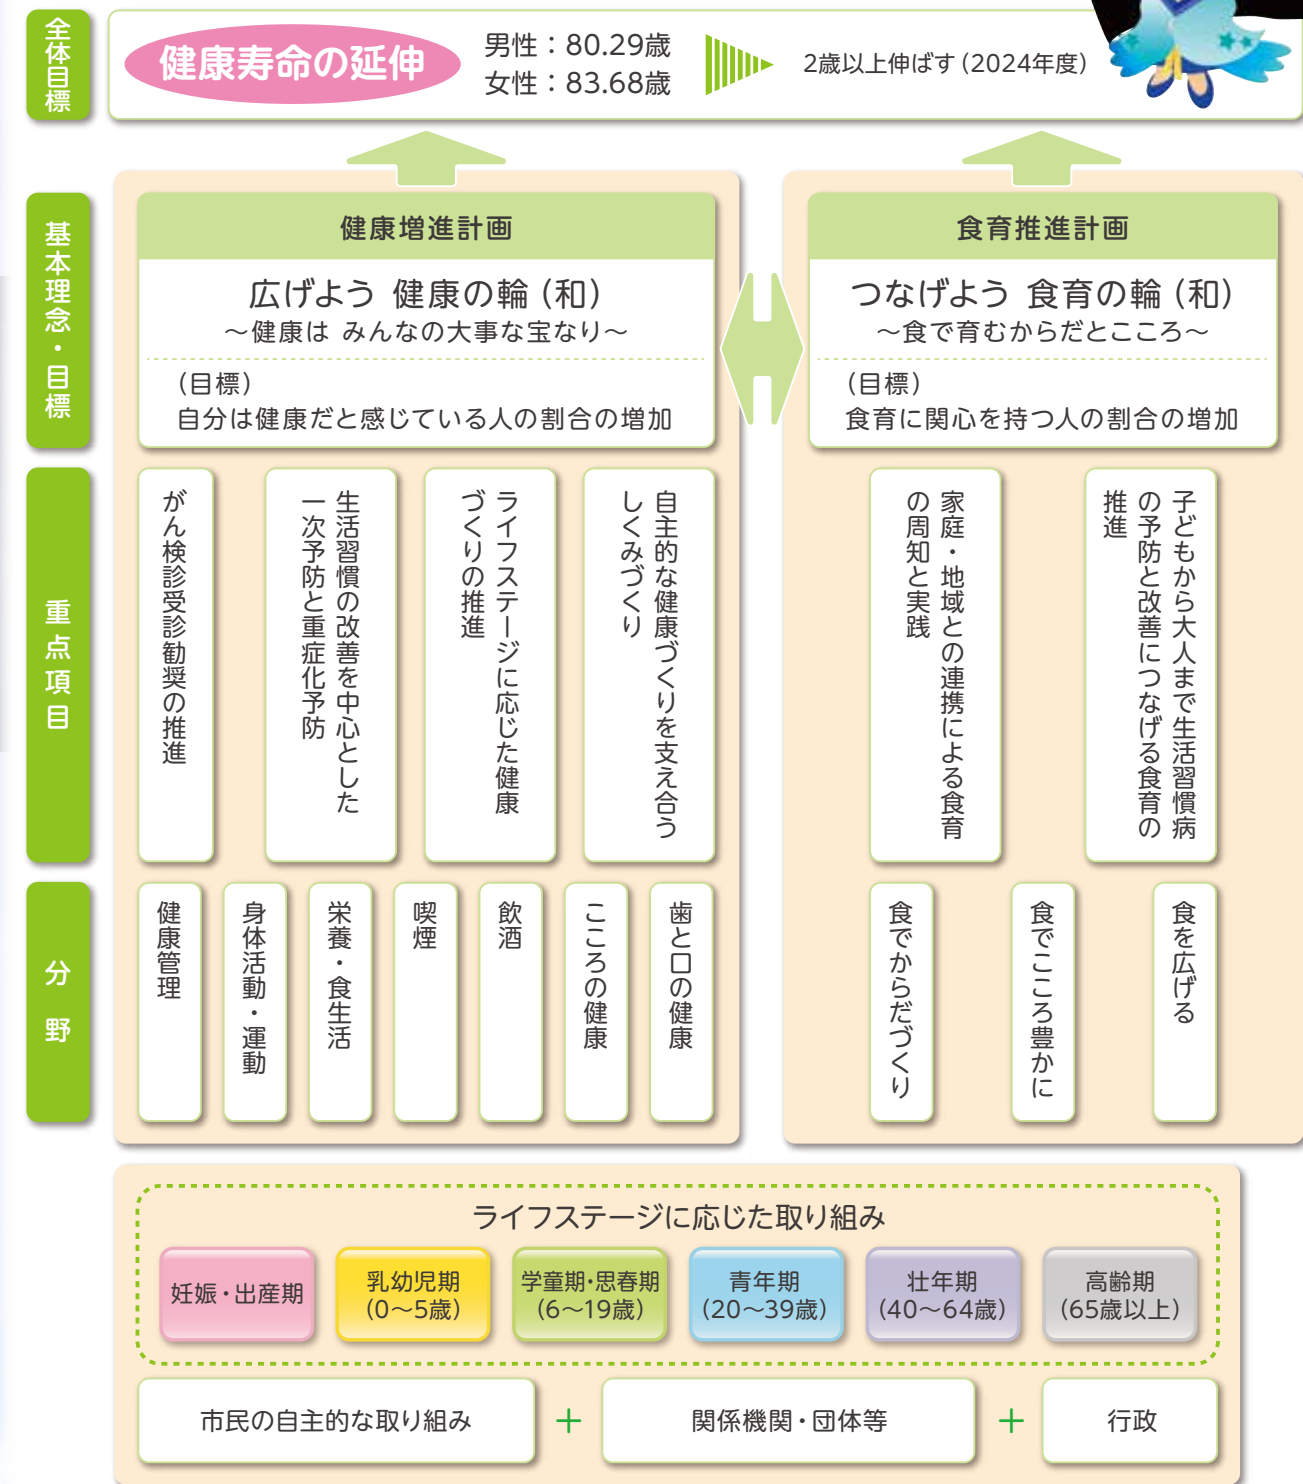 全体目標
健康寿命の延伸
男性：80.29歳
女性：83.68歳
2歳以上伸ばす（2024年度）
基本理念・目標
健康増進計画
広げよう 健康の輪（和）
～健康は みんなの大事な宝なり～
（目標）
自分は健康だと感じている人の割合の増加
食育推進計画
つなげよう 食育の輪（和）
～食で育むからだとこころ～
（目標）
食育に関心を持つ人の割合の増加
重点項目
がん検診受診勧奨の推進
生活習慣の改善を中心とした
一次予防と重症化予防
ライフステージに応じた健康
づくりの推進
自主的な健康づくりを支え合う
しくみづくり
家庭・地域との連携による食育
の周知と実践
子どもから大人まで生活習慣病
の予防と改善につなげる食育の
推進
分野
健康管理
身体活動・運動
栄養・食生活
喫煙
飲酒
こころの健康
歯と口の健康
食でからだづくり
食でこころ豊かに
食を広げる
ライフステージに応じた取り組み
妊娠・出産期
乳幼児期
（0～5歳）
学童期・思春期
（6～19歳）
青年期
（20～39歳）
壮年期
（40～64歳）
高齢期
（65歳以上）
市民の自主的な取り組み
＋
関係機関・団体等
＋
行政